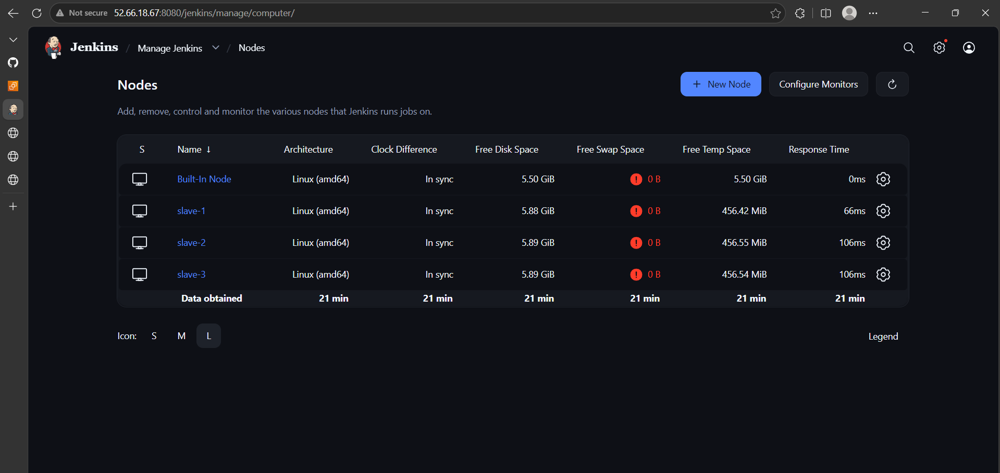 Not secure 52.66.18.67:8080/jenkins/manage/computer/
Jenkins / Manage Jenkins / Nodes
Nodes
+ New Node Configure Monitors
Add, remove, control and monitor the various nodes that Jenkins runs jobs on.
S Name ↓ Architecture Clock Difference Free Disk Space Free Swap Space Free Temp Space Response Time
Built-In Node Linux (amd64) In sync 5.50 GiB 0 B 5.50 GiB 0ms
slave-1 Linux (amd64) In sync 5.88 GiB 0 B 456.42 MiB 66ms
slave-2 Linux (amd64) In sync 5.89 GiB 0 B 456.55 MiB 106ms
slave-3 Linux (amd64) In sync 5.89 GiB 0 B 456.54 MiB 106ms
Data obtained 21 min 21 min 21 min 21 min 21 min 21 min
Icon: S M L Legend